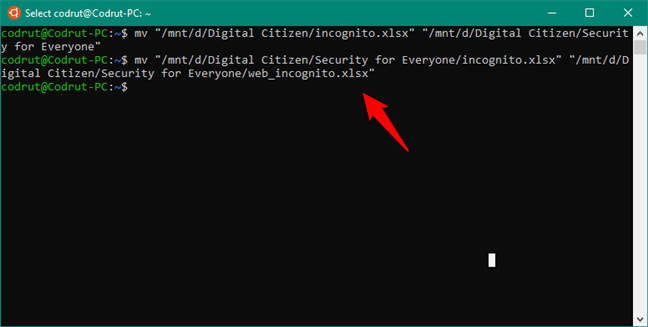 Select codrut@Codrut-PC: ~
codrut@Codrut-PC:~$ mv "/mnt/d/Digital Citizen/incognito.xlsx" "/mnt/d/Digital Citizen/Securit
y for Everyone"
codrut@Codrut-PC:~$ mv "/mnt/d/Digital Citizen/Security for Everyone/incognito.xlsx" "/mnt/d/D
igital Citizen/Security for Everyone/web_incognito.xlsx"
codrut@Codrut-PC:~$